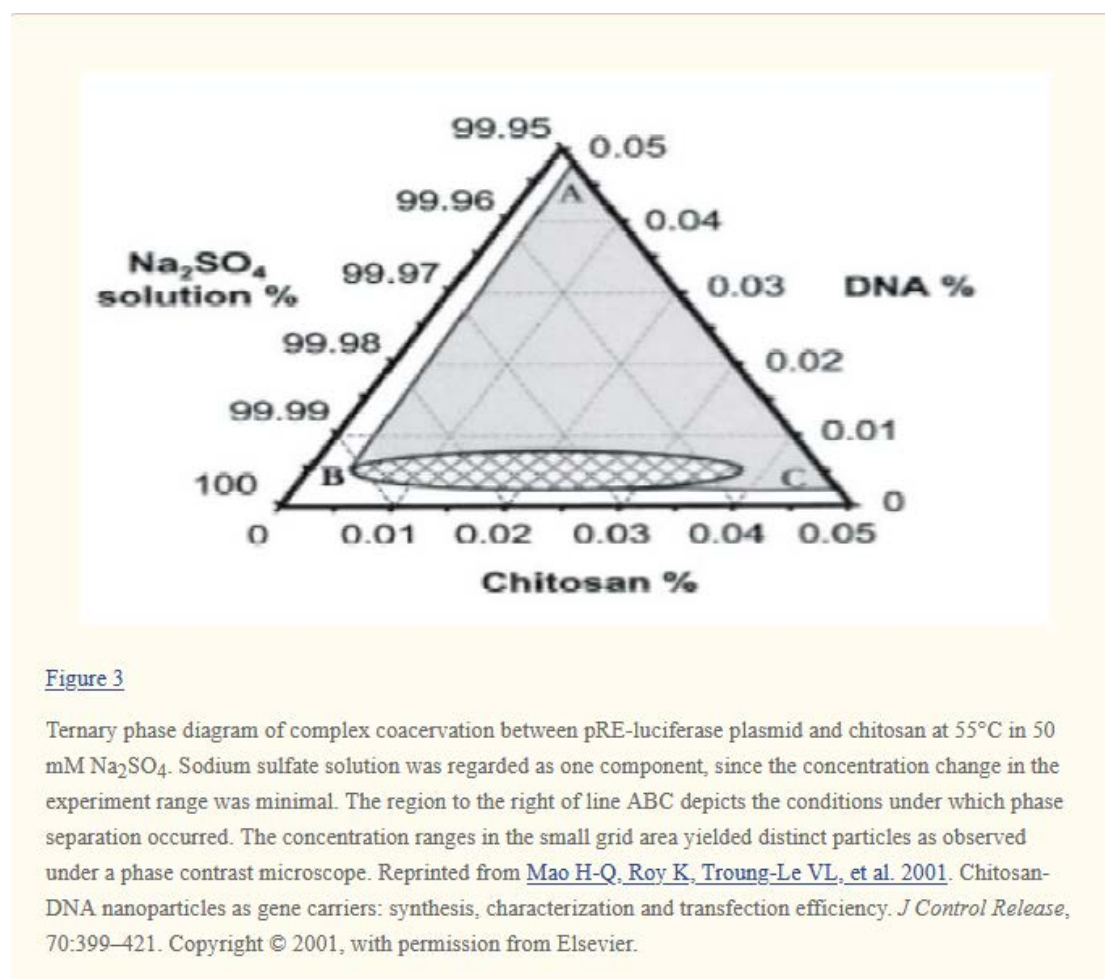 99.95
0.05
A
99.96
0.04
Na₂SO₄
solution %
99.97
0.03
DNA %
99.98
0.02
99.99
0.01
B
C
100
0
0
0.01
0.02
0.03
0.04
0.05
Chitosan %
Figure 3
Ternary phase diagram of complex coacervation between pRE-luciferase plasmid and chitosan at 55°C in 50
mM Na₂SO₄. Sodium sulfate solution was regarded as one component, since the concentration change in the
experiment range was minimal. The region to the right of line ABC depicts the conditions under which phase
separation occurred. The concentration ranges in the small grid area yielded distinct particles as observed
under a phase contrast microscope. Reprinted from Mao H-Q, Roy K, Troung-Le VL, et al. 2001. Chitosan-
DNA nanoparticles as gene carriers: synthesis, characterization and transfection efficiency. J Control Release,
70:399–421. Copyright © 2001, with permission from Elsevier.